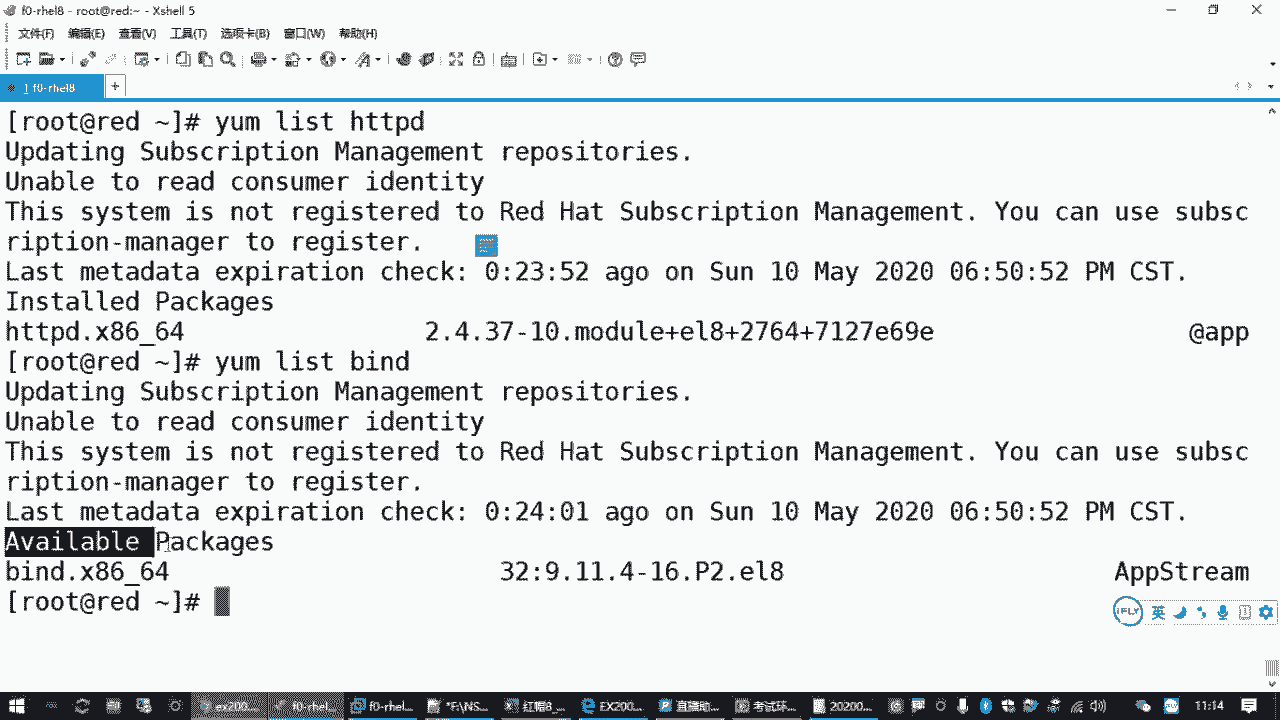 f0-rhel8 - root@red:~ - Xshell 5
文件(F) 编辑(E) 查看(V) 工具(T) 选项卡(B) 窗口(W) 帮助(H)
1 f0-rhel8
[root@red ~]# yum list httpd
Updating Subscription Management repositories.
Unable to read consumer identity
This system is not registered to Red Hat Subscription Management. You can use subsc
ription-manager to register.
Last metadata expiration check: 0:23:52 ago on Sun 10 May 2020 06:50:52 PM CST.
Installed Packages
httpd.x86_64 2.4.37-10.module+el8+2764+7127e69e @app
[root@red ~]# yum list bind
Updating Subscription Management repositories.
Unable to read consumer identity
This system is not registered to Red Hat Subscription Management. You can use subsc
ription-manager to register.
Last metadata expiration check: 0:24:01 ago on Sun 10 May 2020 06:50:52 PM CST.
Available Packages
bind.x86_64 32:9.11.4-16.P2.el8 AppStream
[root@red ~]#
iFLY 英
ex200... f0-rhel... f0-rhel... *F:\NS... 红帽8_... EX200... 直播助... 考试环... 20200... 11:14